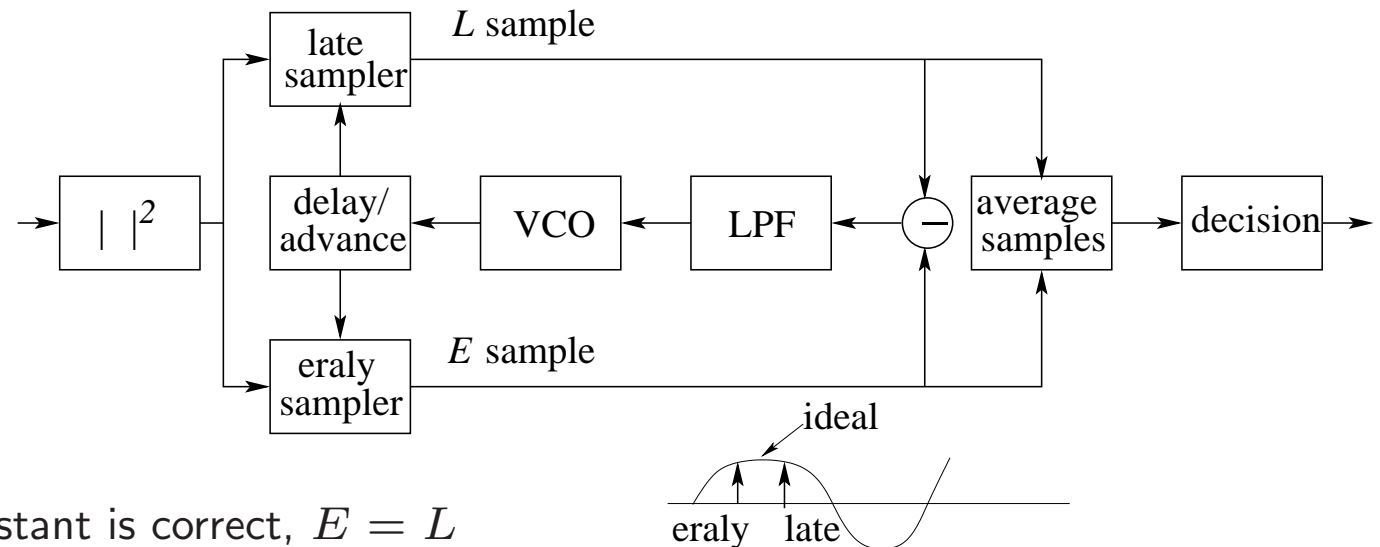 late
sampler
L sample
| |²
delay/
advance
VCO
LPF
−
average
samples
decision
eraly
sampler
E sample
ideal
eraly late
stant is correct, E = L